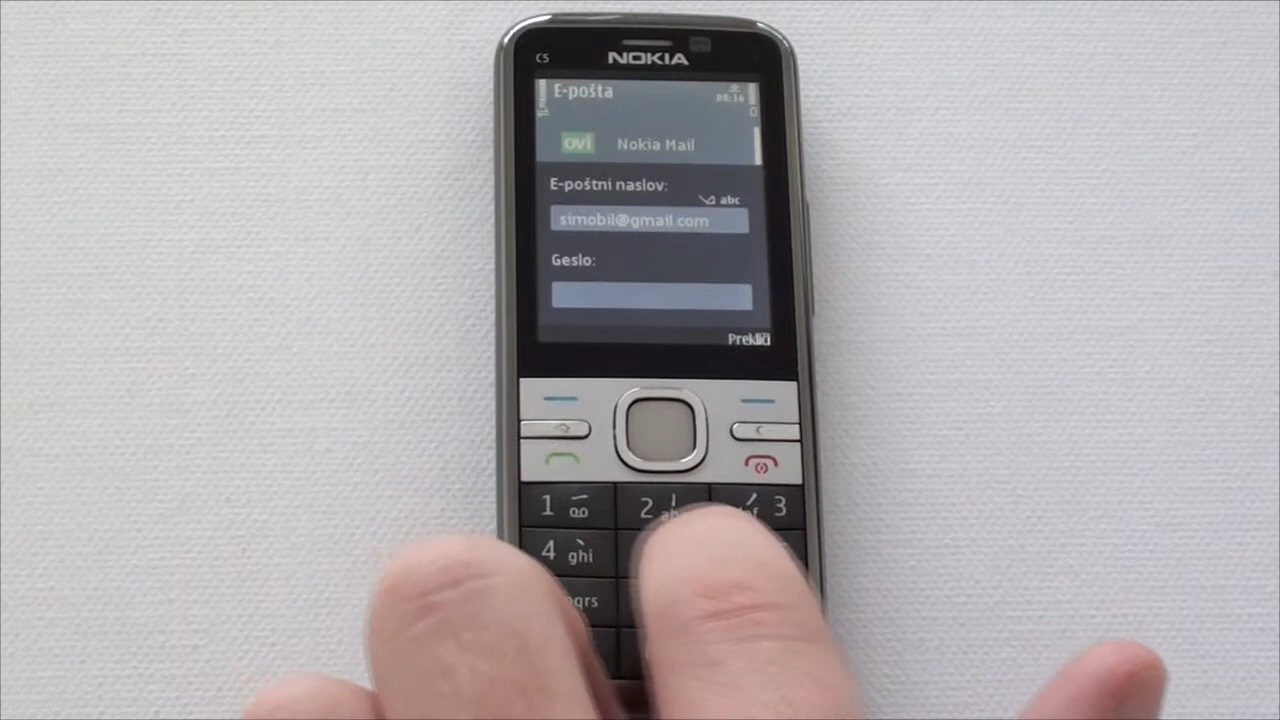 C5
NOKIA
E-pošta
08:16
ovi Nokia Mail
E-poštni naslov:
abc
simobil@gmail.com
Geslo:
Prekliči
1
2
3
4 ghi